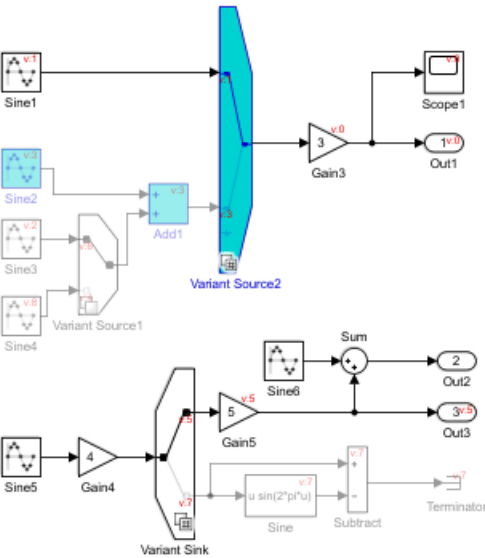 v:1
Sine1
v:0
Scope1
3
v:0
Gain3
1
v:0
Out1
v:3
Sine2
v:3
Add1
v:3
v:2
Sine3
Variant Source1
v:8
Sine4
Variant Source2
Sum
Sine6
2
Out2
v:5
5
v:5
Gain5
3
v:5
Out3
Sine5
4
Gain4
v:7
Variant Sink
v:7
u sin(2*pi*u)
Sine
v:7
Subtract
v:7
Terminator